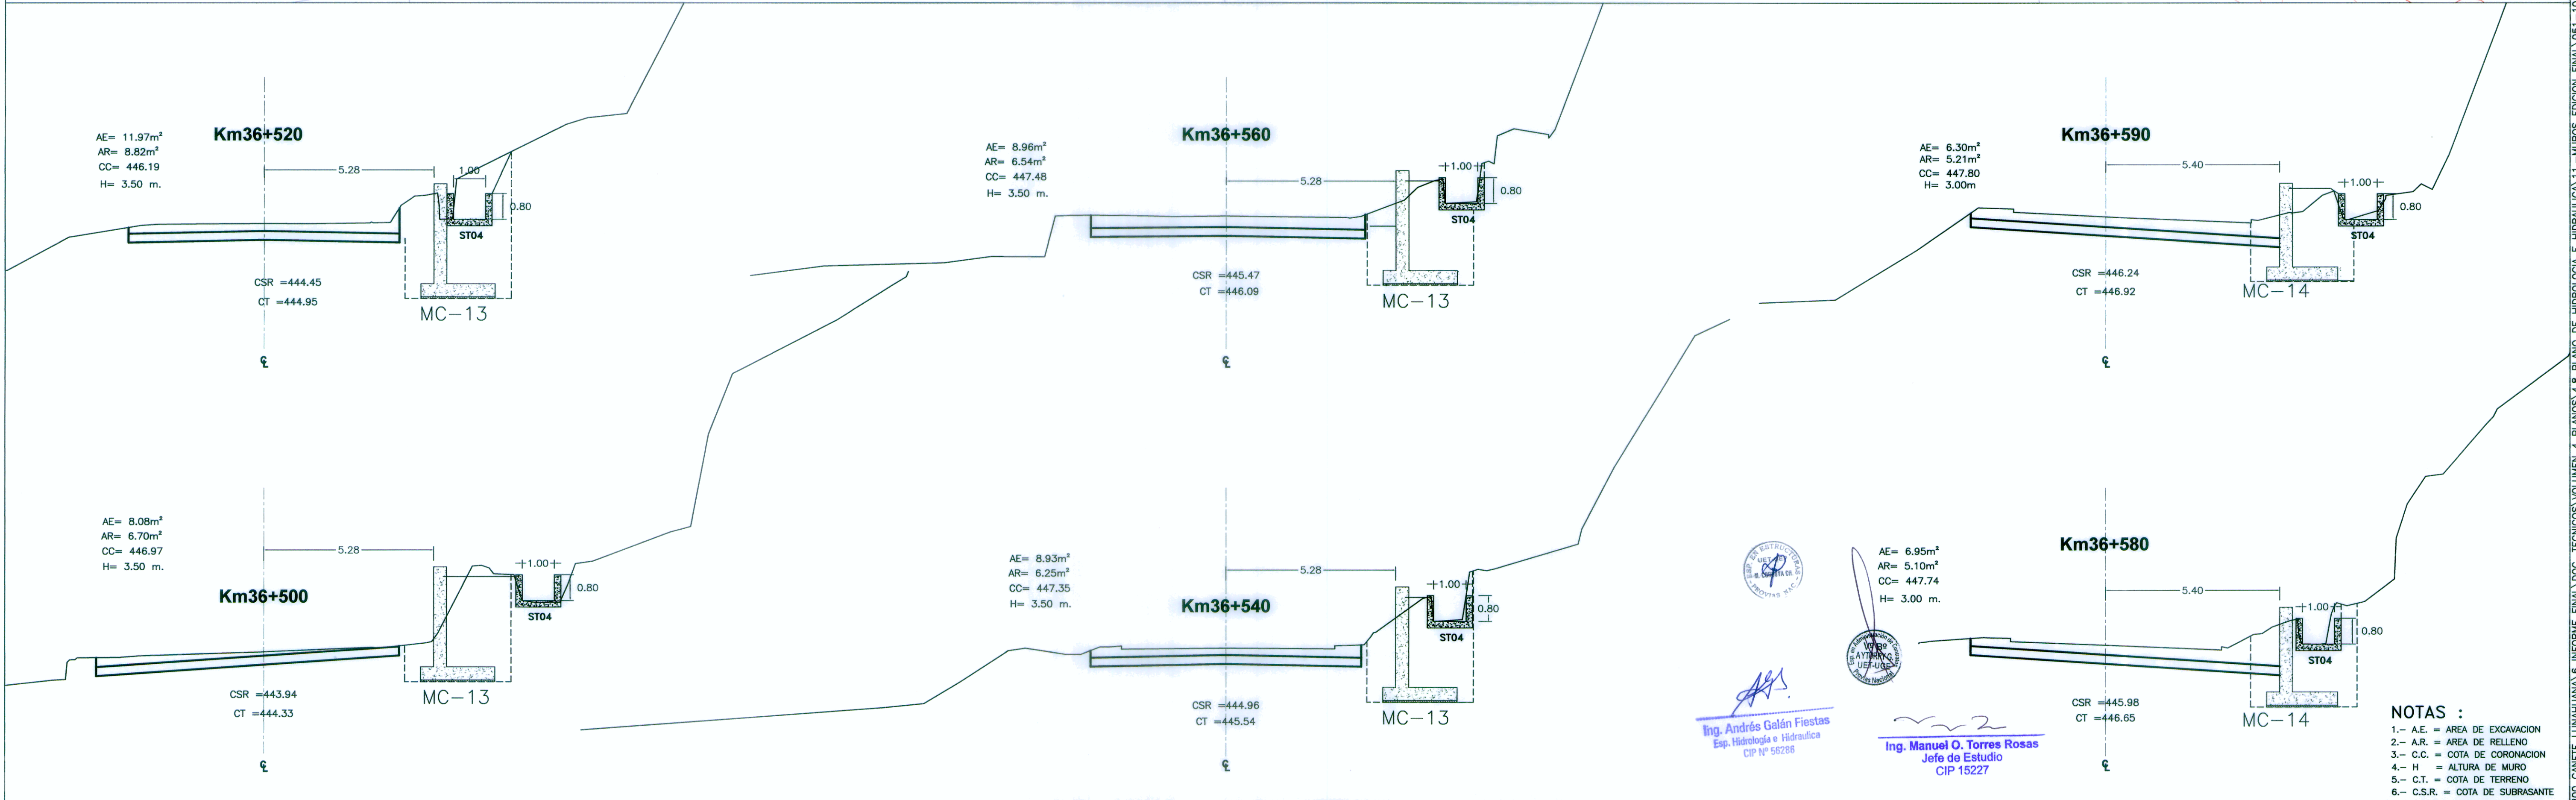 AE= 11.97m²
AR= 8.82m²
CC= 446.19
H= 3.50 m.
Km36+520
5.28
1.00
0.80
ST04
CSR =444.45
CT =444.95
MC-13
℄
AE= 8.96m²
AR= 6.54m²
CC= 447.48
H= 3.50 m.
Km36+560
5.28
1.00
0.80
ST04
CSR =445.47
CT =446.09
MC-13
℄
AE= 6.30m²
AR= 5.21m²
CC= 447.80
H= 3.00m
Km36+590
5.40
1.00
0.80
ST04
CSR =446.24
CT =446.92
MC-14
℄
AE= 8.08m²
AR= 6.70m²
CC= 446.97
H= 3.50 m.
Km36+500
5.28
1.00
0.80
ST04
CSR =443.94
CT =444.33
MC-13
℄
AE= 8.93m²
AR= 6.25m²
CC= 447.35
H= 3.50 m.
Km36+540
5.28
1.00
0.80
ST04
CSR =444.96
CT =445.54
MC-13
℄
AE= 6.95m²
AR= 5.10m²
CC= 447.74
H= 3.00 m.
Km36+580
5.40
1.00
0.80
ST04
CSR =445.98
CT =446.65
MC-14
℄
Ing. Andrés Galán Fiestas
Esp. Hidrología e Hidraulica
CIP Nº 56286
Ing. Manuel O. Torres Rosas
Jefe de Estudio
CIP 15227
NOTAS :
1.- A.E. = AREA DE EXCAVACION
2.- A.R. = AREA DE RELLENO
3.- C.C. = COTA DE CORONACION
4.- H = ALTURA DE MURO
5.- C.T. = COTA DE TERRENO
6.- C.S.R. = COTA DE SUBRASANTE